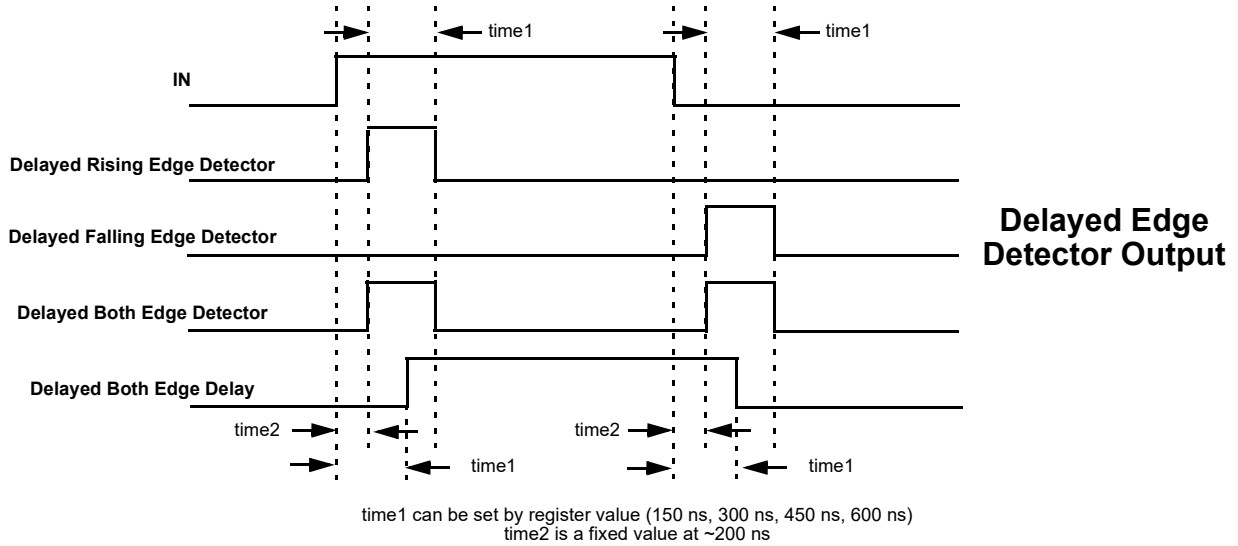 time1
time1
IN
Delayed Rising Edge Detector
Delayed Falling Edge Detector
Delayed Edge
Detector Output
Delayed Both Edge Detector
Delayed Both Edge Delay
time2
time2
time1
time1
time1 can be set by register value (150 ns, 300 ns, 450 ns, 600 ns)
time2 is a fixed value at ~200 ns